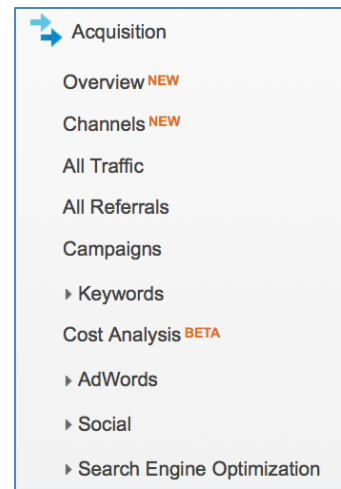 Acquisition
Overview NEW
Channels NEW
All Traffic
All Referrals
Campaigns
Keywords
Cost Analysis BETA
AdWords
Social
Search Engine Optimization